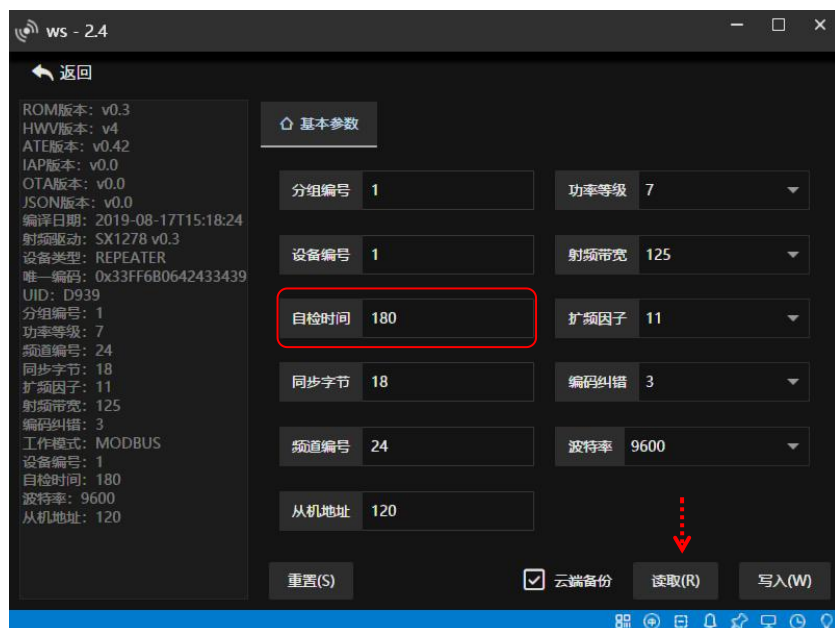 ws - 2.4
返回
ROM版本：v0.3
HWV版本：v4
ATE版本：v0.42
IAP版本：v0.0
OTA版本：v0.0
JSON版本：v0.0
编译日期：2019-08-17T15:18:24
射频驱动：SX1278 v0.3
设备类型：REPEATER
唯一编码：0x33FF6B0642433439
UID：D939
分组编号：1
功率等级：7
频道编号：24
同步字节：18
扩频因子：11
射频带宽：125
编码纠错：3
工作模式：MODBUS
设备编号：1
自检时间：180
波特率：9600
从机地址：120
基本参数
分组编号 1 功率等级 7
设备编号 1 射频带宽 125
自检时间 180 扩频因子 11
同步字节 18 编码纠错 3
频道编号 24 波特率 9600
从机地址 120
重置(S) 云端备份 读取(R) 写入(W)